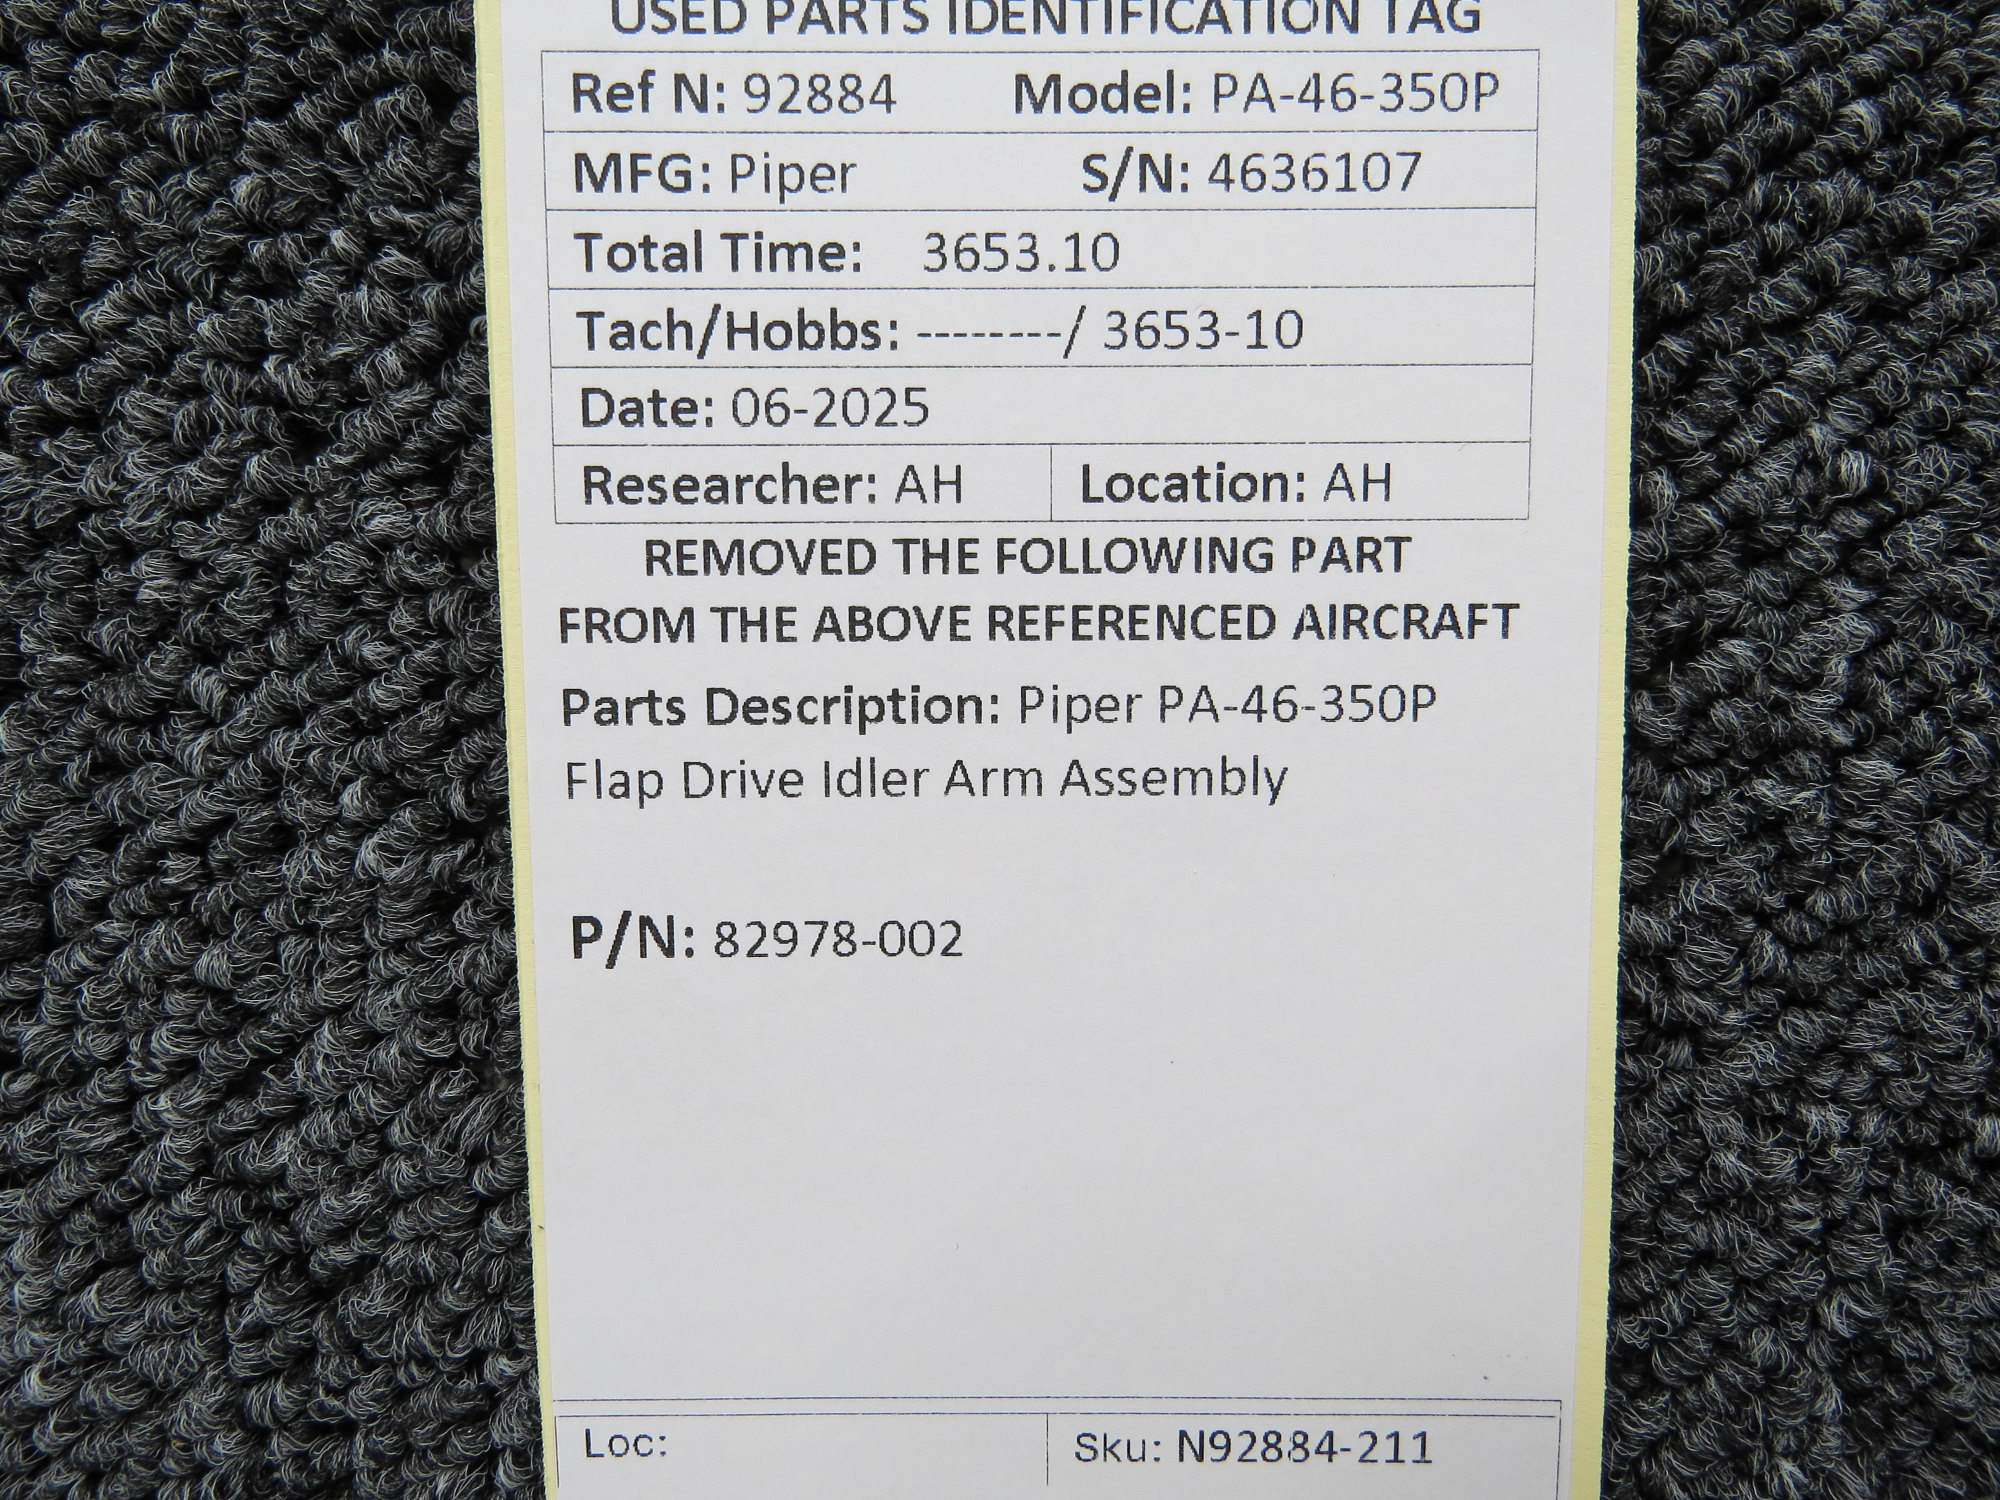 USED PARTS IDENTIFICATION TAG
Ref N: 92884 Model: PA-46-350P
MFG: Piper S/N: 4636107
Total Time: 3653.10
Tach/Hobbs: --------/ 3653-10
Date: 06-2025
Researcher: AH Location: AH
REMOVED THE FOLLOWING PART
FROM THE ABOVE REFERENCED AIRCRAFT
Parts Description: Piper PA-46-350P
Flap Drive Idler Arm Assembly
P/N: 82978-002
Loc: Sku: N92884-211